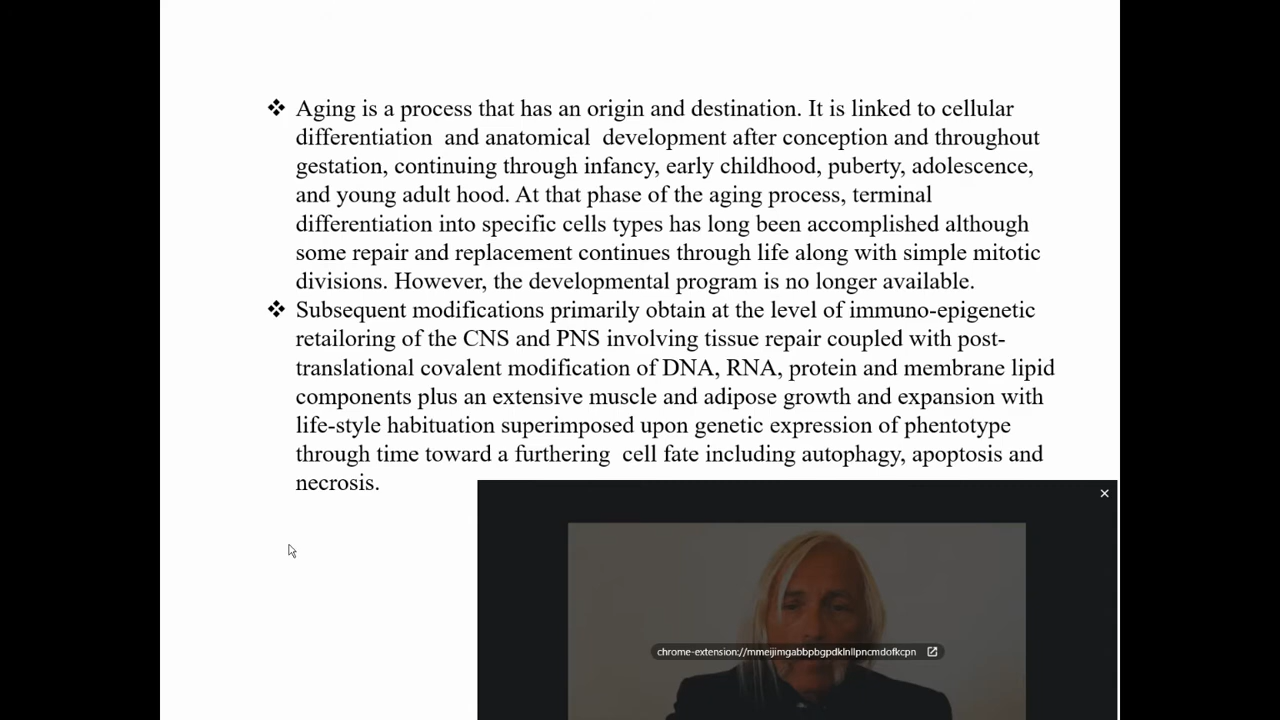 ❖ Aging is a process that has an origin and destination. It is linked to cellular
differentiation and anatomical development after conception and throughout
gestation, continuing through infancy, early childhood, puberty, adolescence,
and young adult hood. At that phase of the aging process, terminal
differentiation into specific cells types has long been accomplished although
some repair and replacement continues through life along with simple mitotic
divisions. However, the developmental program is no longer available.
❖ Subsequent modifications primarily obtain at the level of immuno-epigenetic
retailoring of the CNS and PNS involving tissue repair coupled with post-
translational covalent modification of DNA, RNA, protein and membrane lipid
components plus an extensive muscle and adipose growth and expansion with
life-style habituation superimposed upon genetic expression of phentotype
through time toward a furthering cell fate including autophagy, apoptosis and
necrosis.
chrome-extension://mmeijimgabbpbgpdklnllpncmdofkcpn